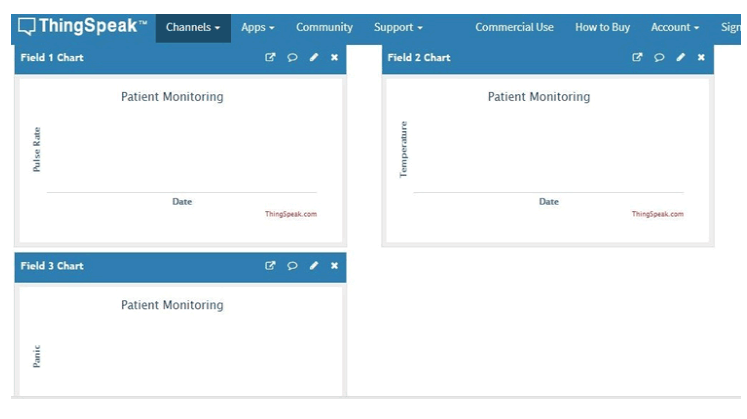 ThingSpeak™ Channels Apps Community Support Commercial Use How to Buy Account Sign
Field 1 Chart
Patient Monitoring
Pulse Rate
Date
ThingSpeak.com
Field 2 Chart
Patient Monitoring
Temperature
Date
ThingSpeak.com
Field 3 Chart
Patient Monitoring
Panic